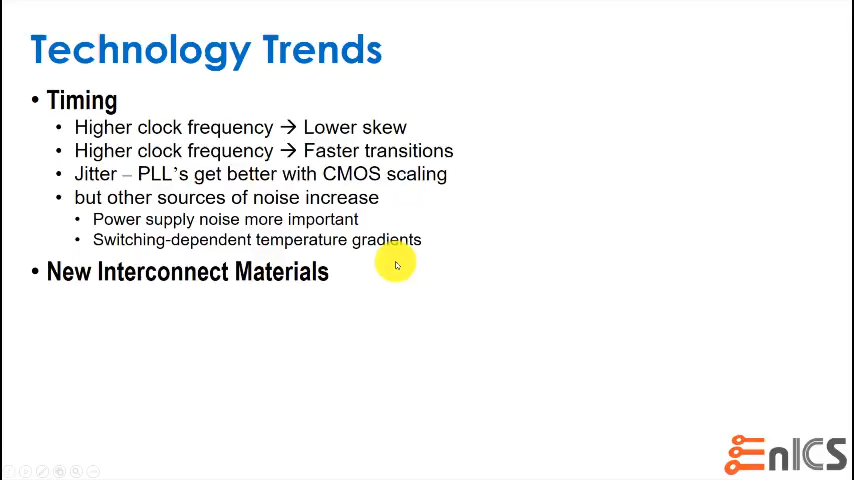 Technology Trends
• Timing
• Higher clock frequency → Lower skew
• Higher clock frequency → Faster transitions
• Jitter – PLL’s get better with CMOS scaling
• but other sources of noise increase
• Power supply noise more important
• Switching-dependent temperature gradients
• New Interconnect Materials
EnICS